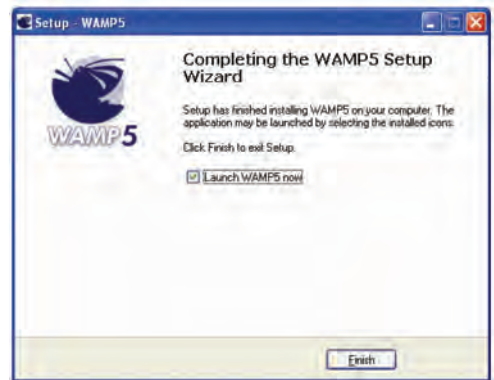 Setup - WAMP5
Completing the WAMP5 Setup
Wizard
Setup has finished installing WAMP5 on your computer. The
application may be launched by selecting the installed icons.
Click Finish to exit Setup.
Launch WAMP5 now
WAMP5
Finish